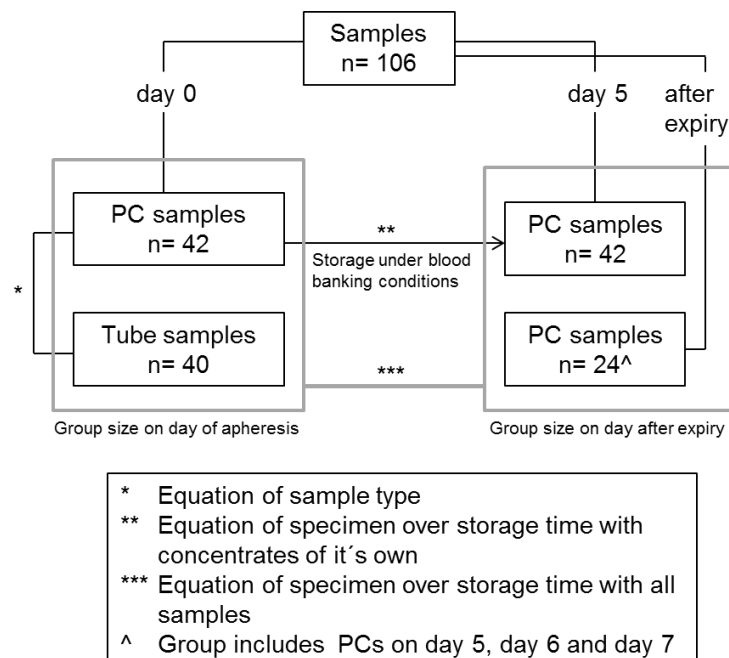 Samples
n= 106
day 0
day 5
after
expiry
PC samples
n= 42
**
Storage under blood
banking conditions
PC samples
n= 42
*
Tube samples
n= 40
***
PC samples
n= 24^
Group size on day of apheresis
Group size on day after expiry
* Equation of sample type
** Equation of specimen over storage time with
concentrates of it´s own
*** Equation of specimen over storage time with all
samples
^ Group includes PCs on day 5, day 6 and day 7